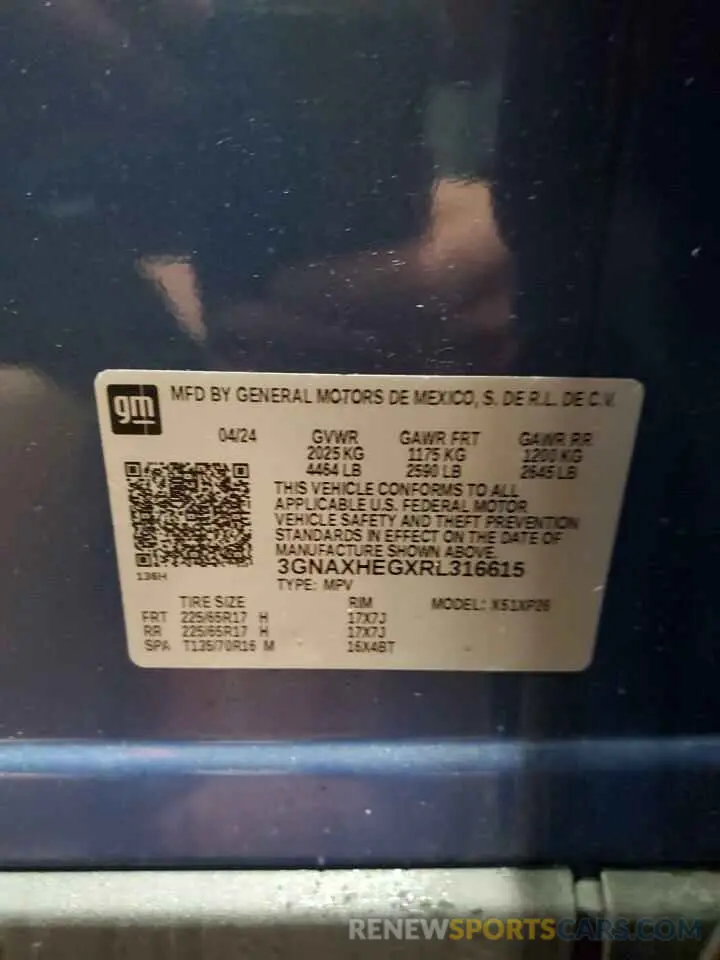 gm
MFD BY GENERAL MOTORS DE MEXICO, S. DE R.L. DE C.V.
04/24 GVWR GAWR FRT GAWR RR
2025 KG 1175 KG 1200 KG
4464 LB 2590 LB 2645 LB
THIS VEHICLE CONFORMS TO ALL
APPLICABLE U.S. FEDERAL MOTOR
VEHICLE SAFETY AND THEFT PREVENTION
STANDARDS IN EFFECT ON THE DATE OF
MANUFACTURE SHOWN ABOVE.
136H
3GNAXHEGXRL316615
TYPE: MPV
TIRE SIZE RIM MODEL: X51XP26
FRT 225/65R17 H 17X7J
RR 225/65R17 H 17X7J
SPA T135/70R16 M 16X4BT
RENEWSPORTSCARS.COM